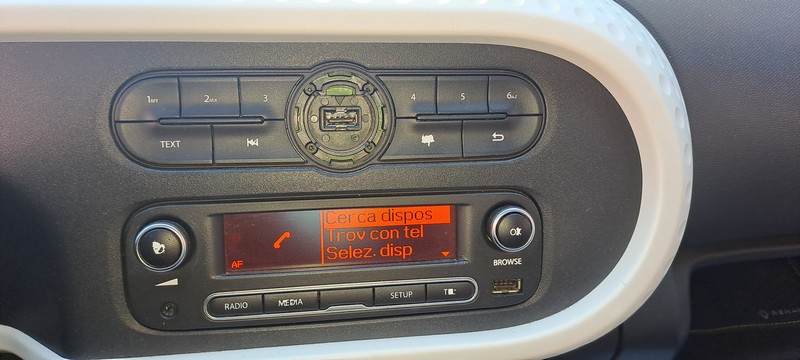 1
2
3
4
5
6
TEXT
Cerca dispos
Trov con tel
Selez. disp
AF
OK
BROWSE
RADIO
MEDIA
SETUP